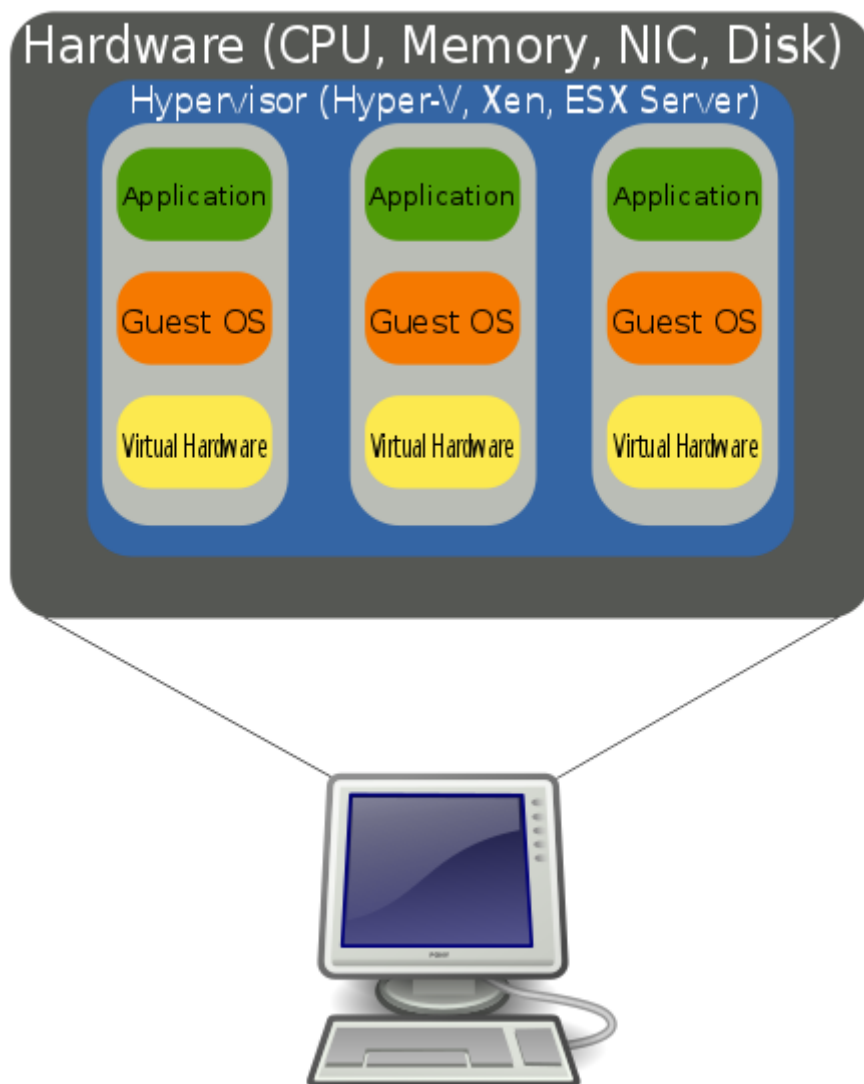 Hardware (CPU, Memory, NIC, Disk)
Hypervisor (Hyper-V, Xen, ESX Server)
Application Application Application
Guest OS Guest OS Guest OS
Virtual Hardware Virtual Hardware Virtual Hardware